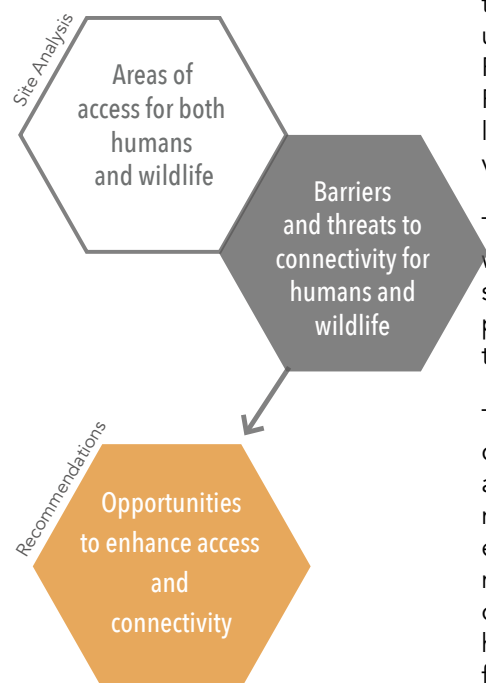 Site Analysis
Areas of
access for both
humans
and wildlife
Barriers
and threats to
connectivity for
humans and
wildlife
Recommendations
Opportunities
to enhance access
and
connectivity